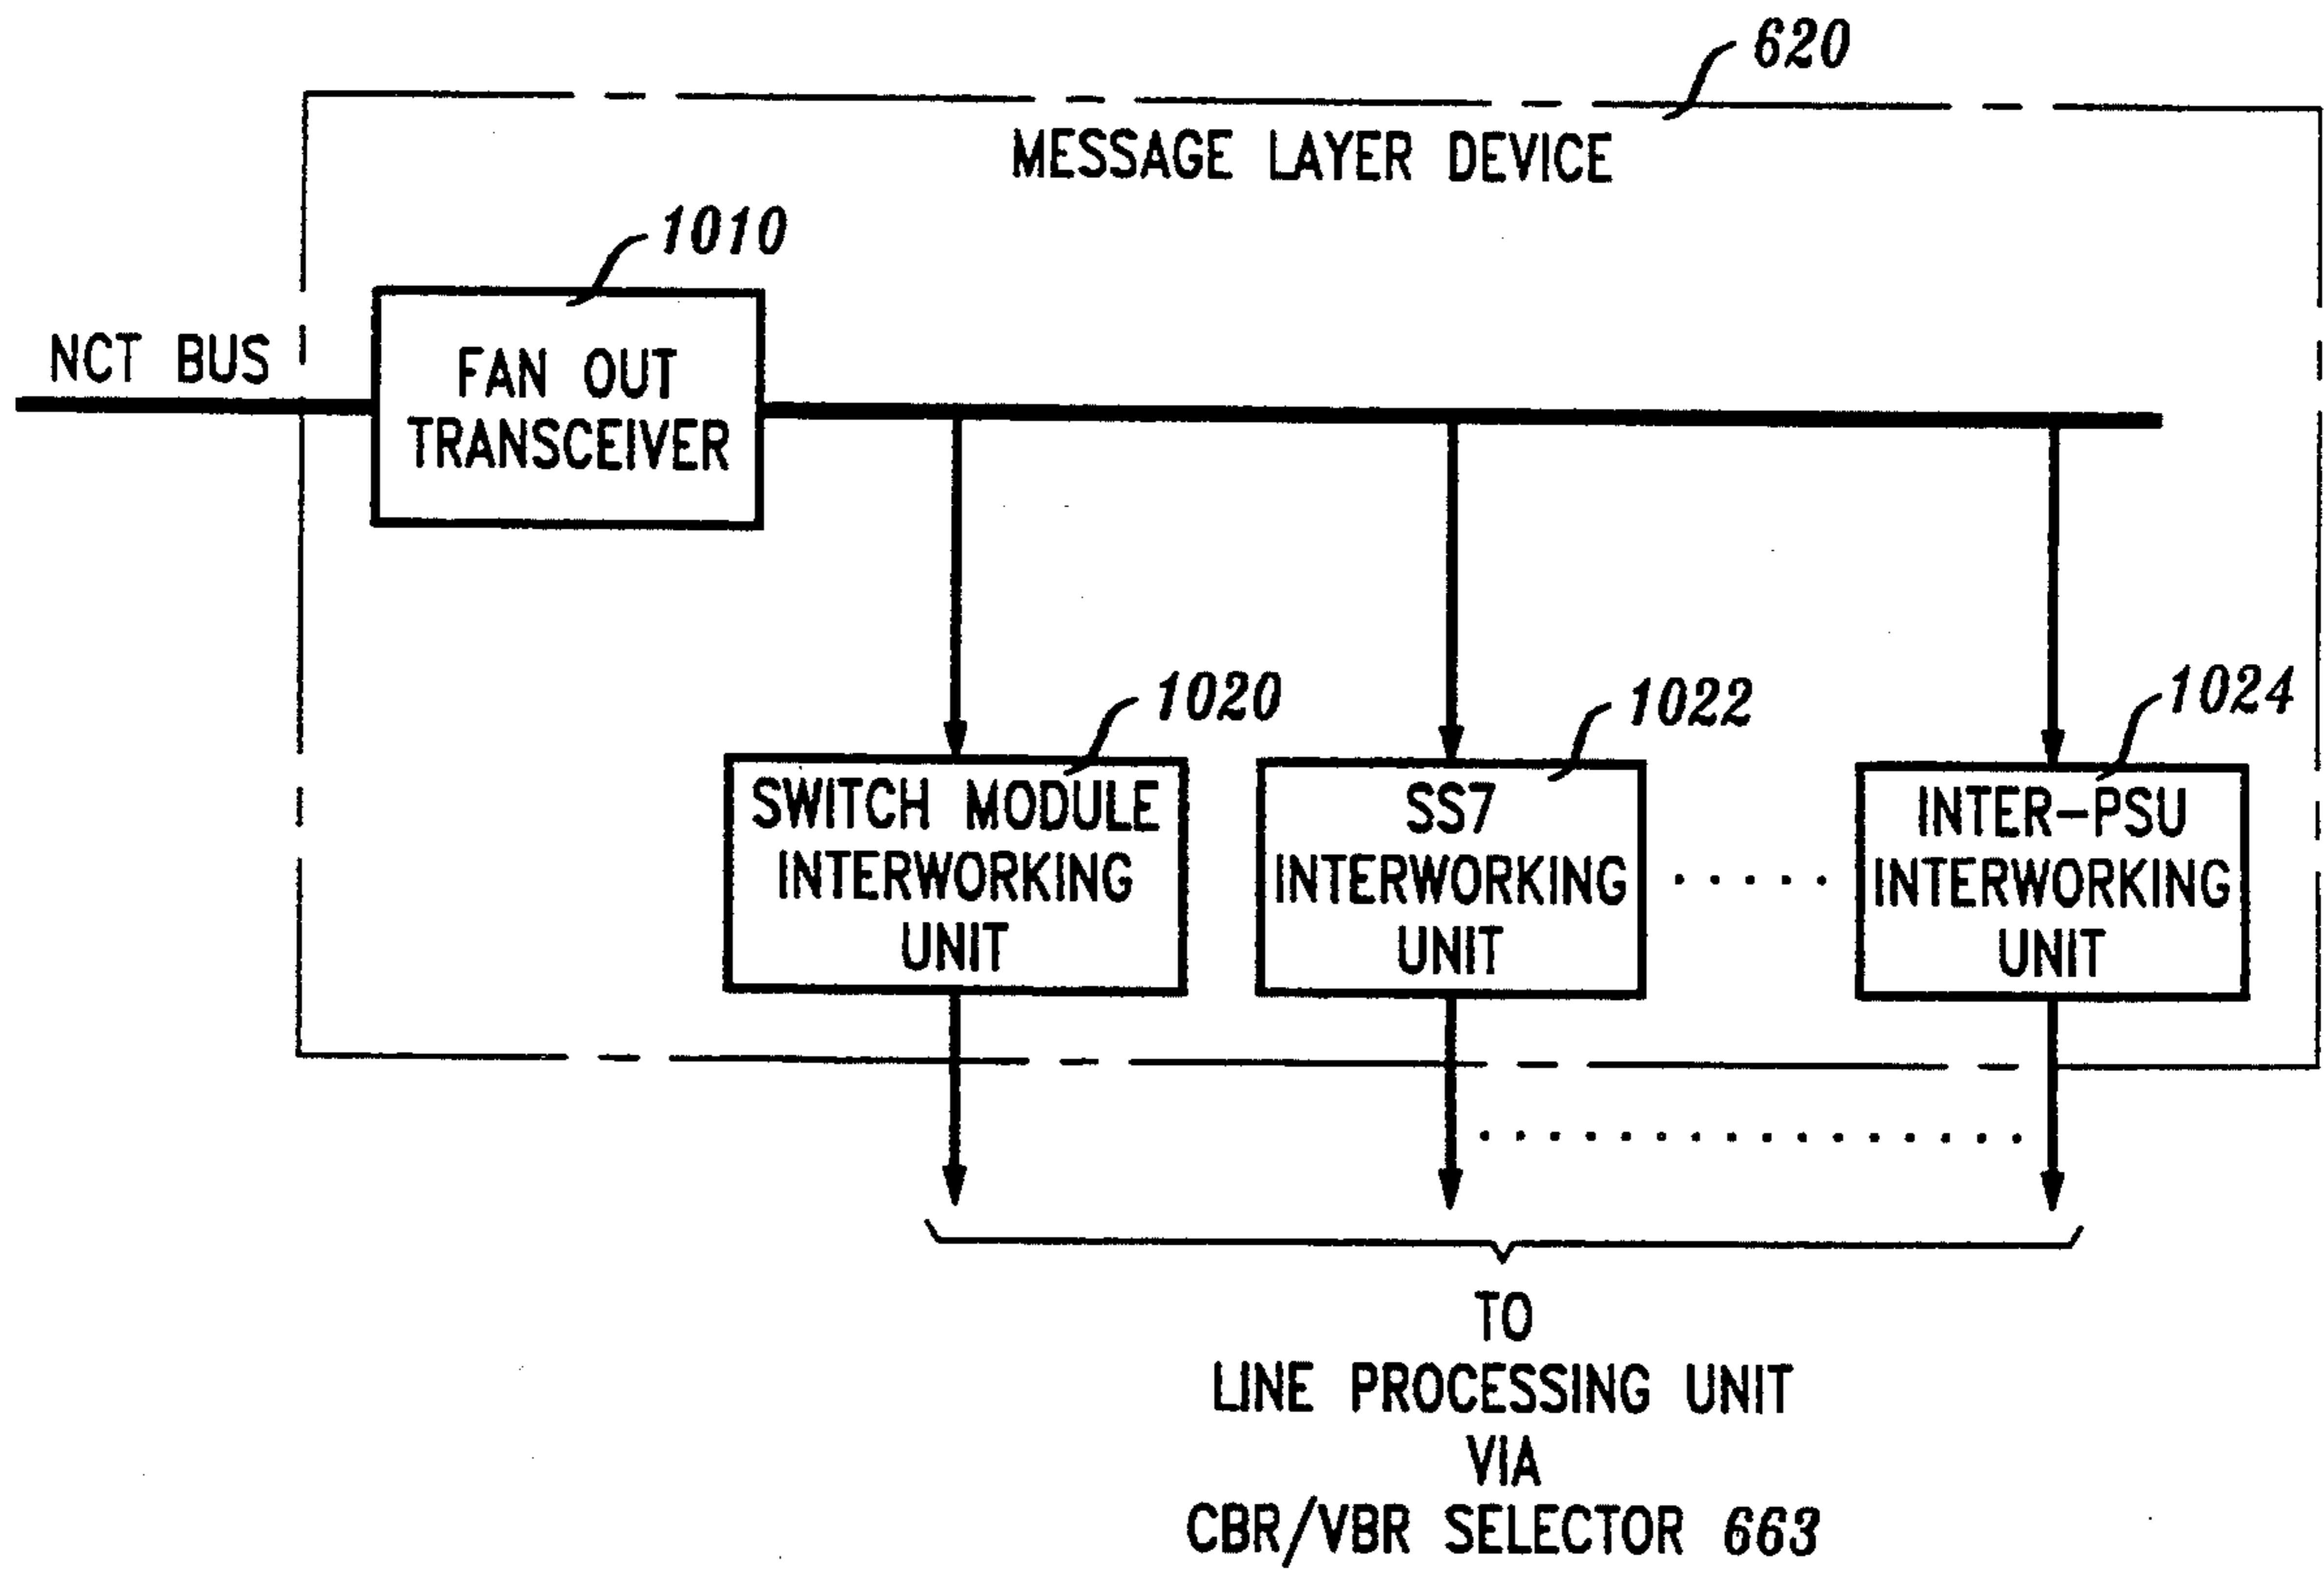 620
MESSAGE LAYER DEVICE
1010
NCT BUS
FAN OUT
TRANSCEIVER
1020
1022
1024
SWITCH MODULE
INTERWORKING
UNIT
SS7
INTERWORKING
UNIT
INTER-PSU
INTERWORKING
UNIT
TO
LINE PROCESSING UNIT
VIA
CBR/VBR SELECTOR 663